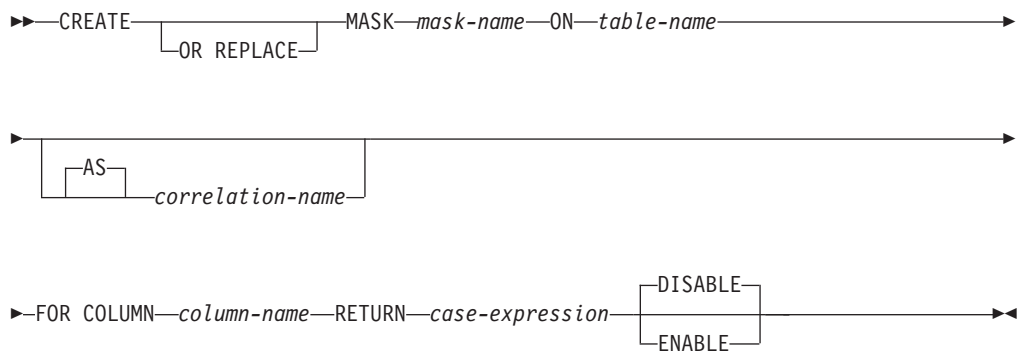 CREATE MASK mask-name ON table-name
OR REPLACE
AS
correlation-name
DISABLE
FOR COLUMN column-name RETURN case-expression
ENABLE